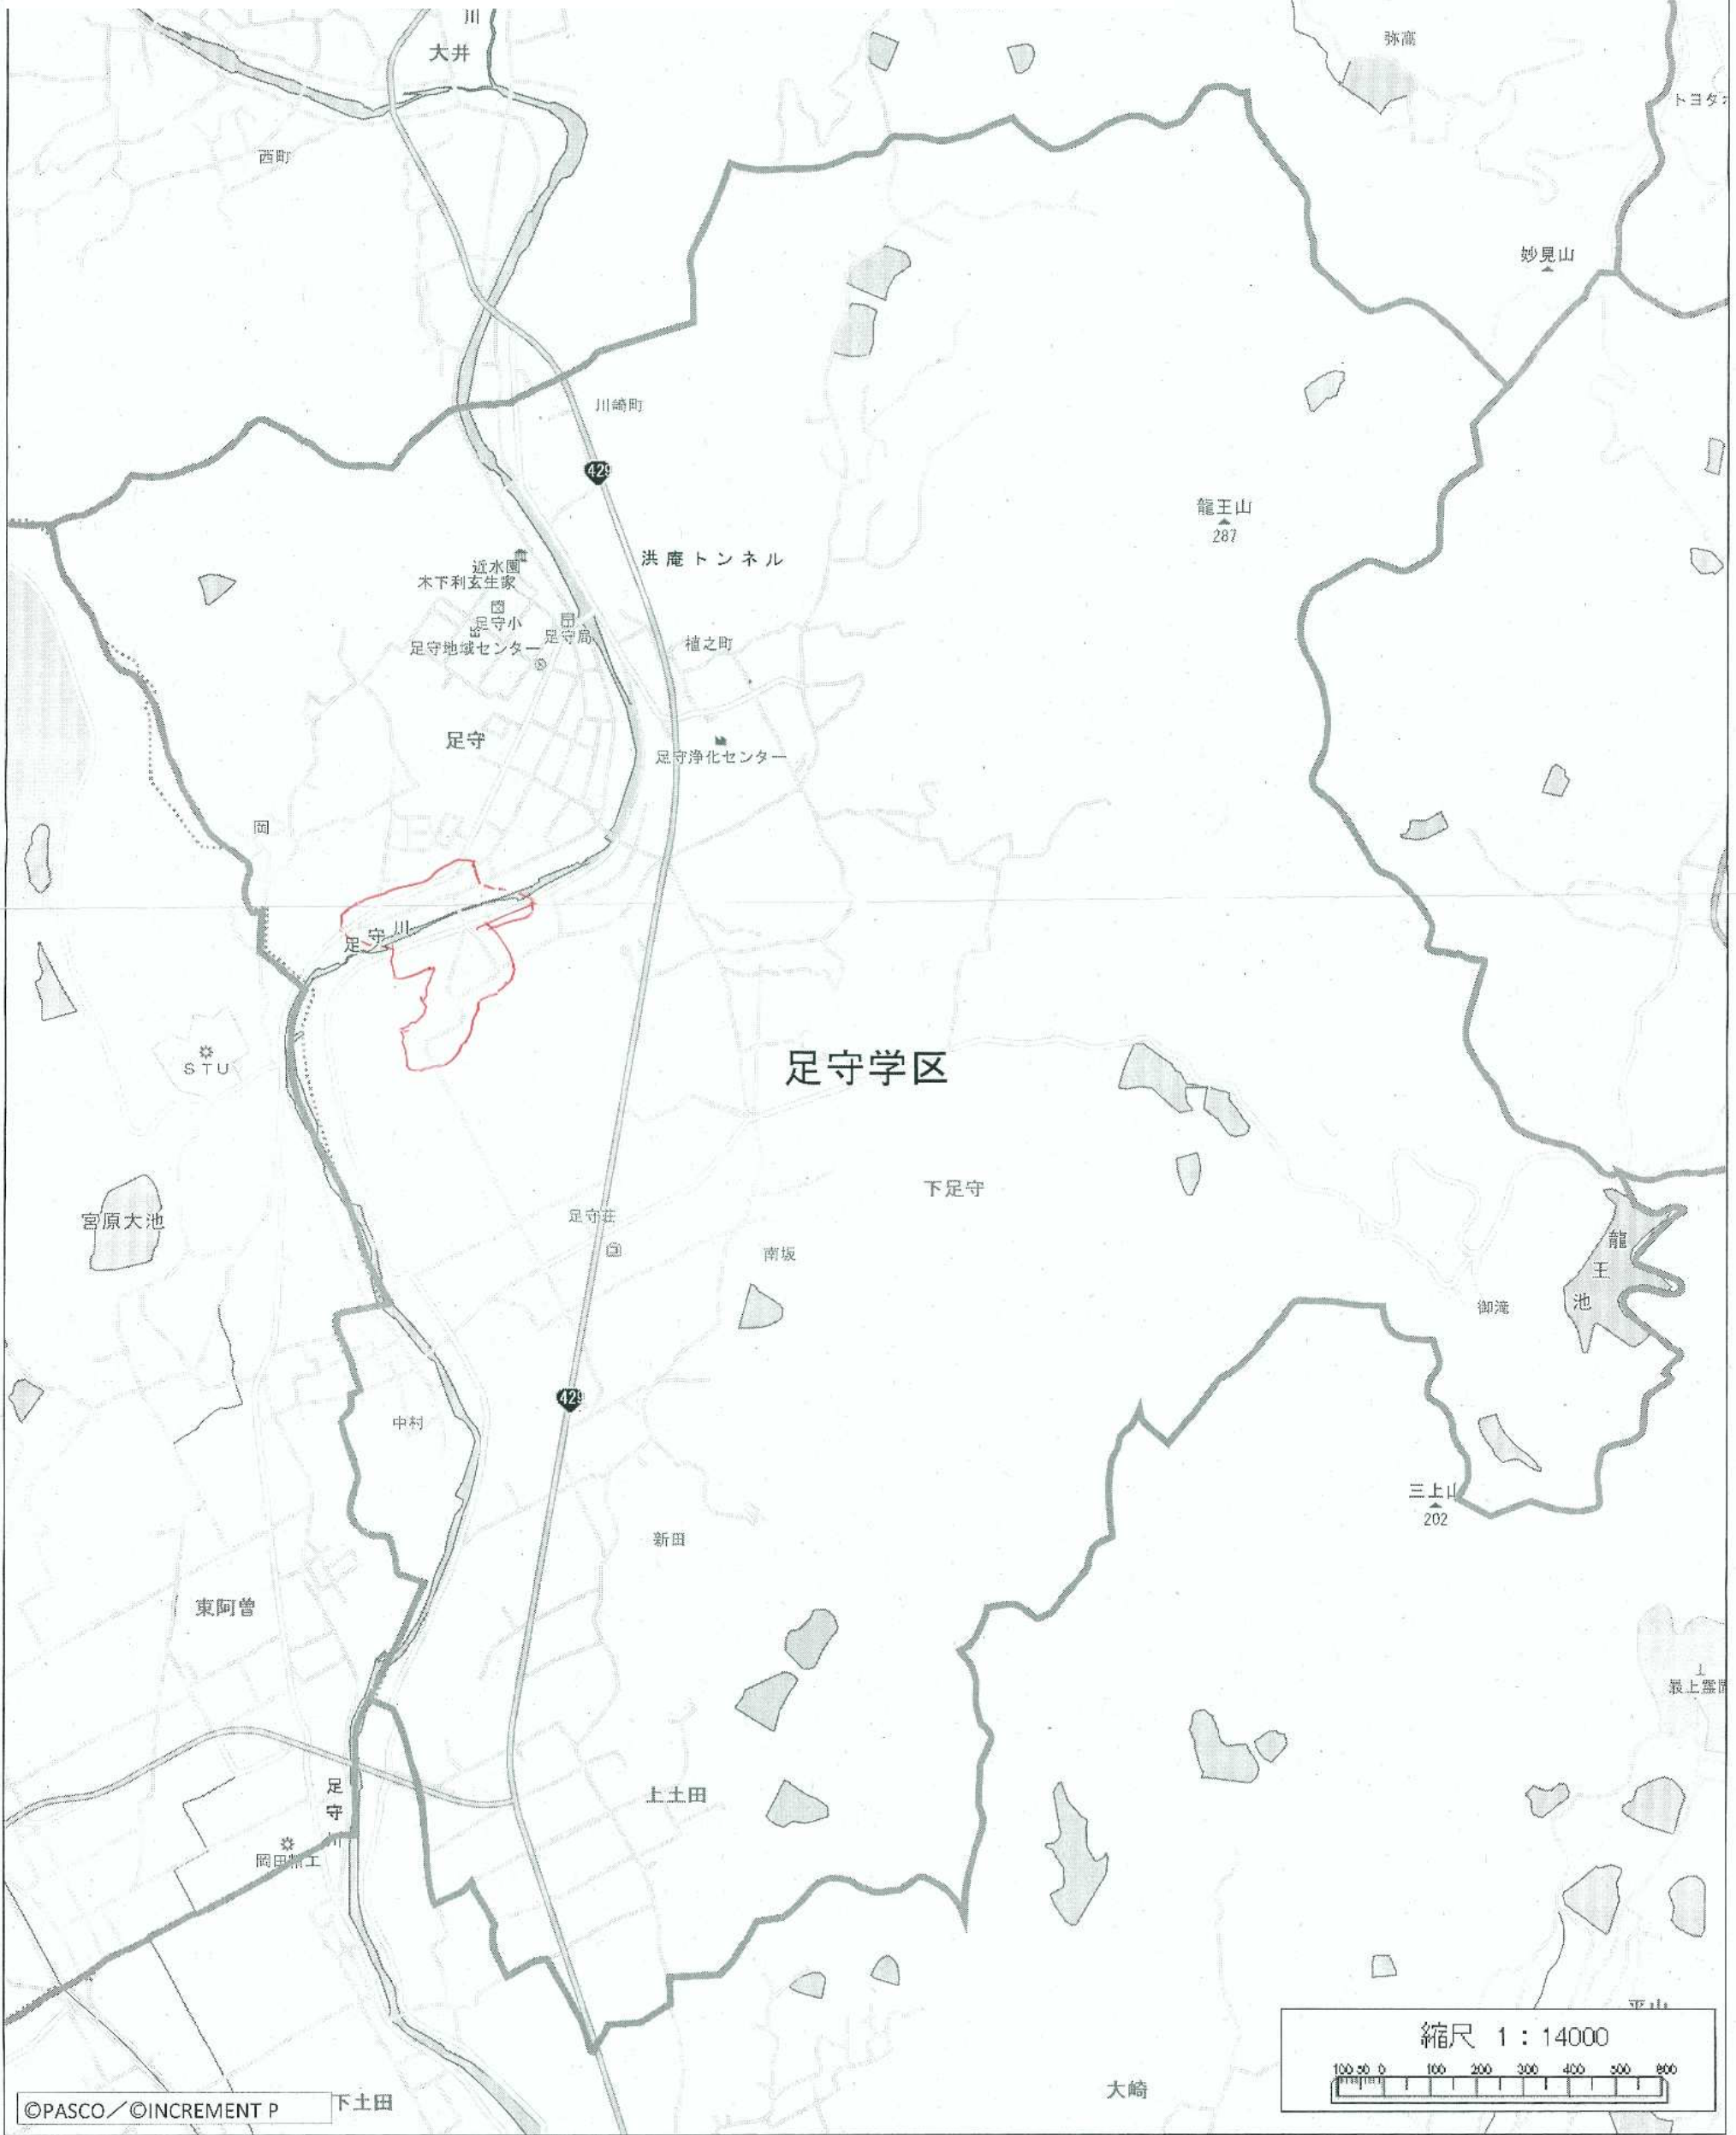 川
大井
弥高
西町
妙見山
川崎町
429
龍王山
287
洪庵トンネル
近水園
木下利玄生家
足守小
足守局
足守地域センター
植之町
足守
足守浄化センター
岡
足守川
STU
足守学区
下足守
宮原大池
足守荘
南坂
龍王池
御滝
429
中村
三上山
202
新田
東阿曽
足守川
上土田
岡田精工
縮尺 1:14000
100 50 0 100 200 300 400 500 600
©PASCO/©INCREMENT P
下土田
大崎